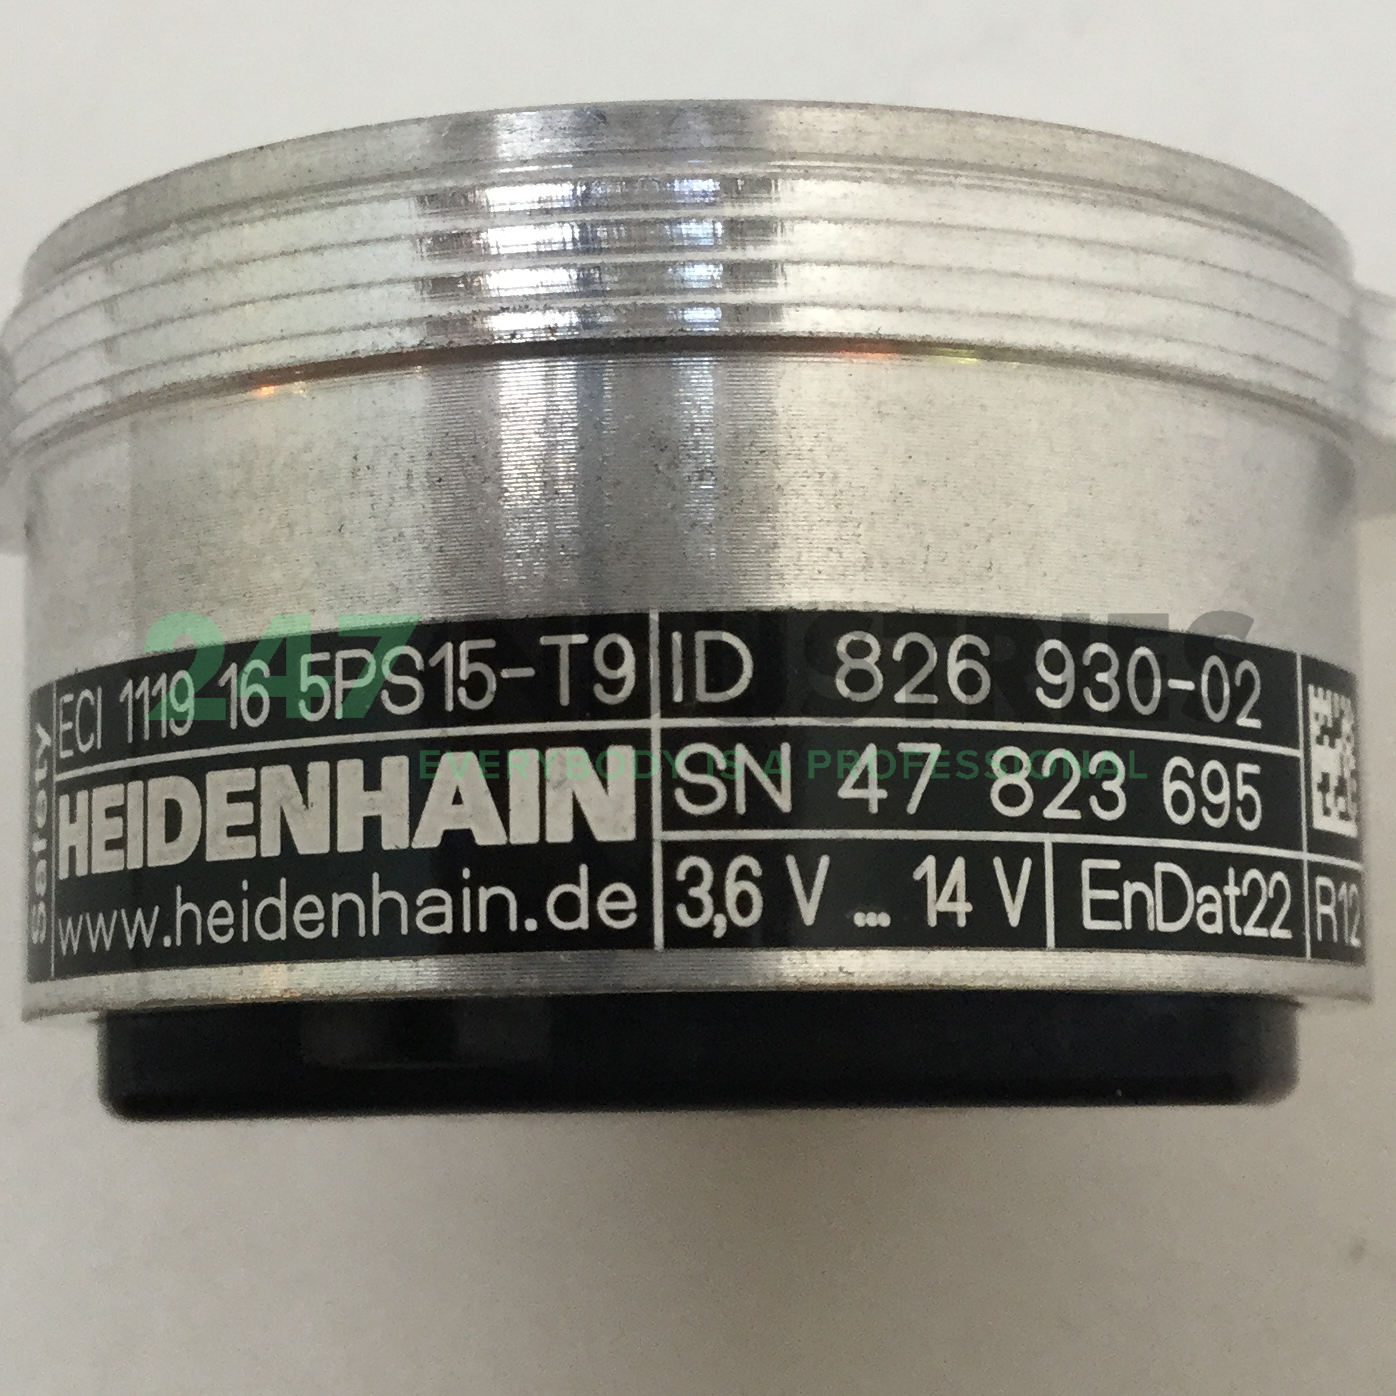 Safety
ECI 1119 16 5PS15-T9
HEIDENHAIN
www.heidenhain.de
ID 826 930-02
SN 47 823 695
3,6 V ... 14 V
EnDat22
R12
247 INDUSTRIES
EVERYBODY IS A PROFESSIONAL